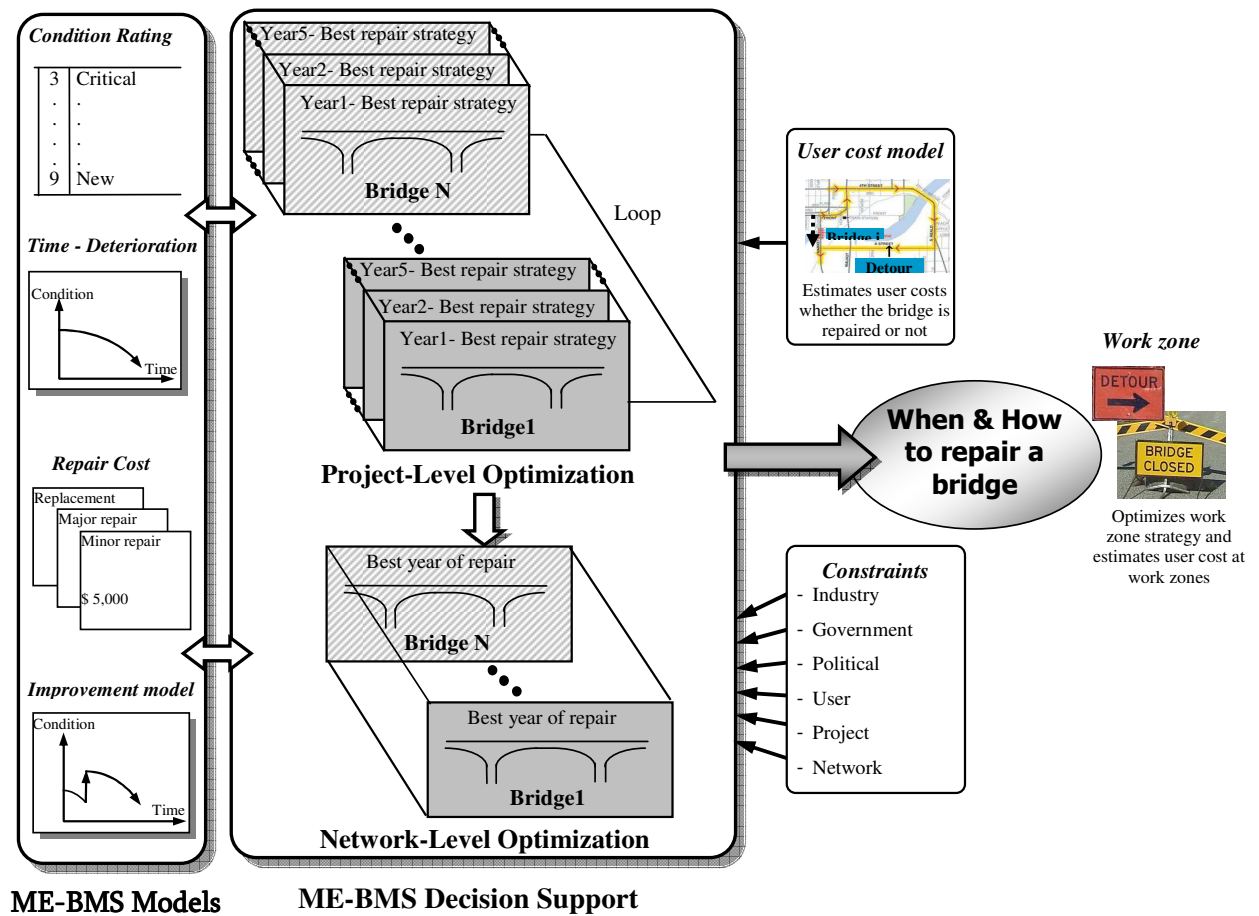 Condition Rating
3 Critical
. .
. .
. .
. .
9 New
Time - Deterioration
Condition
Time
Repair Cost
Replacement
Major repair
Minor repair
$ 5,000
Improvement model
Condition
Time
ME-BMS Models
Year5- Best repair strategy
Year2- Best repair strategy
Year1- Best repair strategy
Bridge N
Loop
Year5- Best repair strategy
Year2- Best repair strategy
Year1- Best repair strategy
Bridge1
Project-Level Optimization
Best year of repair
Bridge N
Best year of repair
Bridge1
Network-Level Optimization
ME-BMS Decision Support
User cost model
4TH STREET
Bridge i
A STREET
Detour
Estimates user costs
whether the bridge is
repaired or not
When & How
to repair a
bridge
Work zone
DETOUR
BRIDGE
CLOSED
Optimizes work
zone strategy and
estimates user cost at
work zones
Constraints
- Industry
- Government
- Political
- User
- Project
- Network